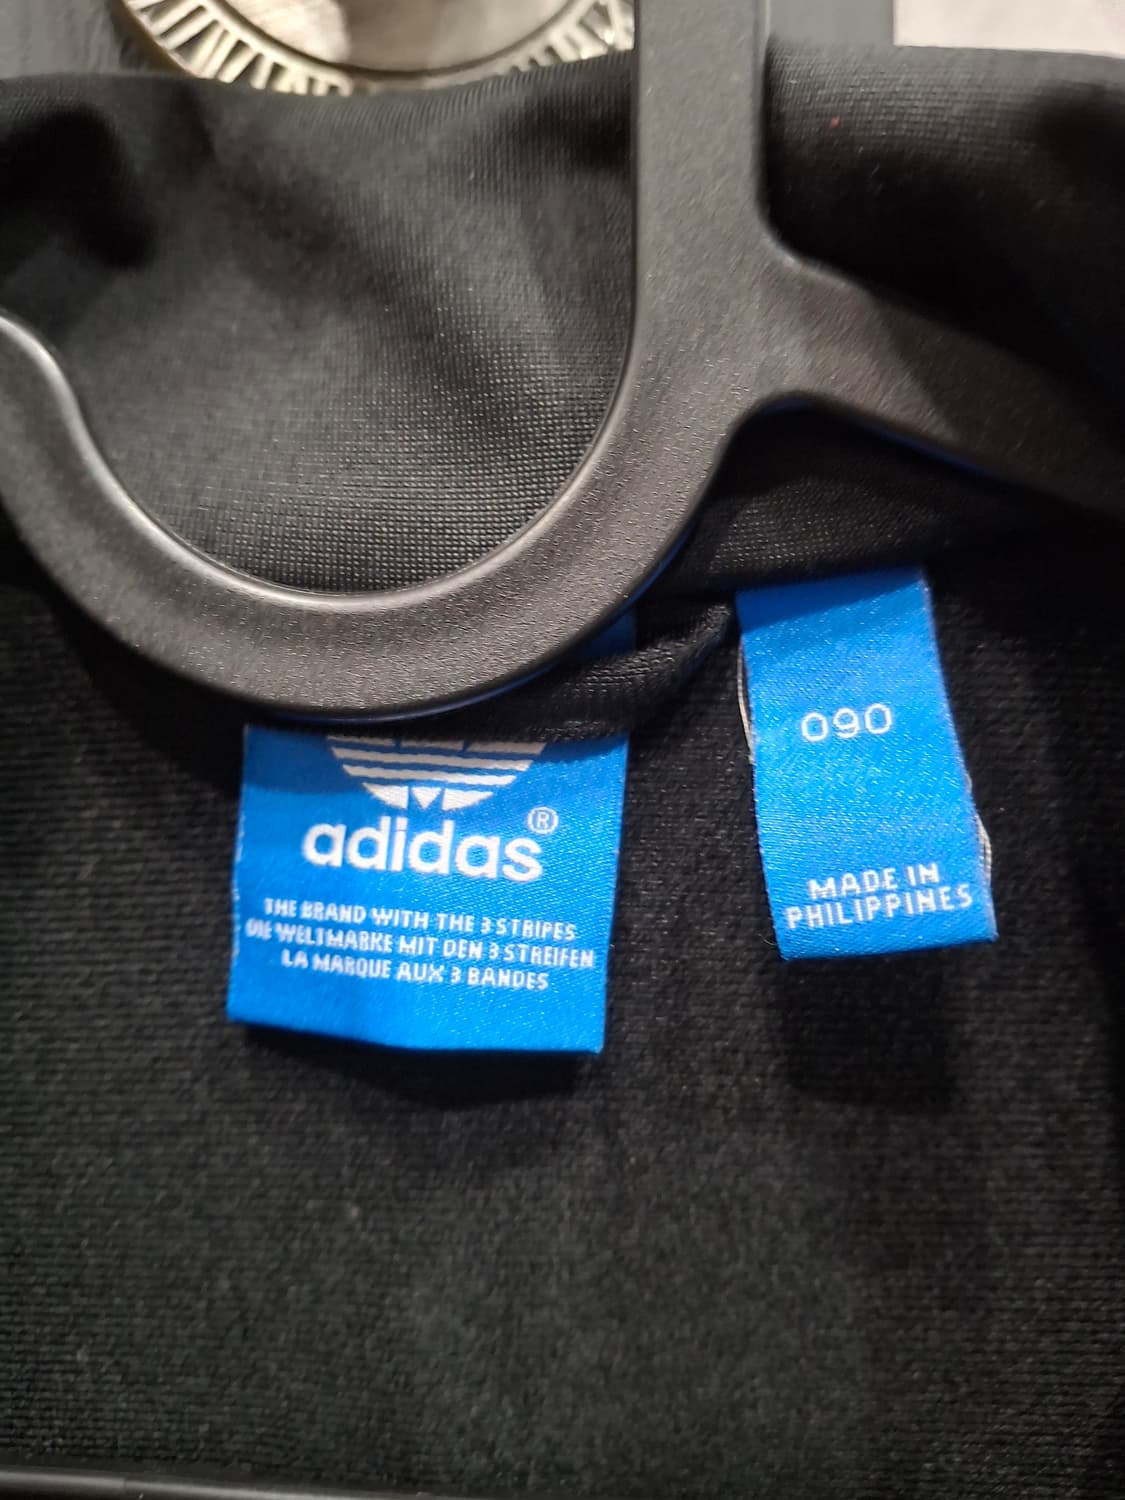 adidas®
THE BRAND WITH THE 3 STRIPES
DIE WELTMARKE MIT DEN 3 STREIFEN
LA MARQUE AUX 3 BANDES
090
MADE IN
PHILIPPINES